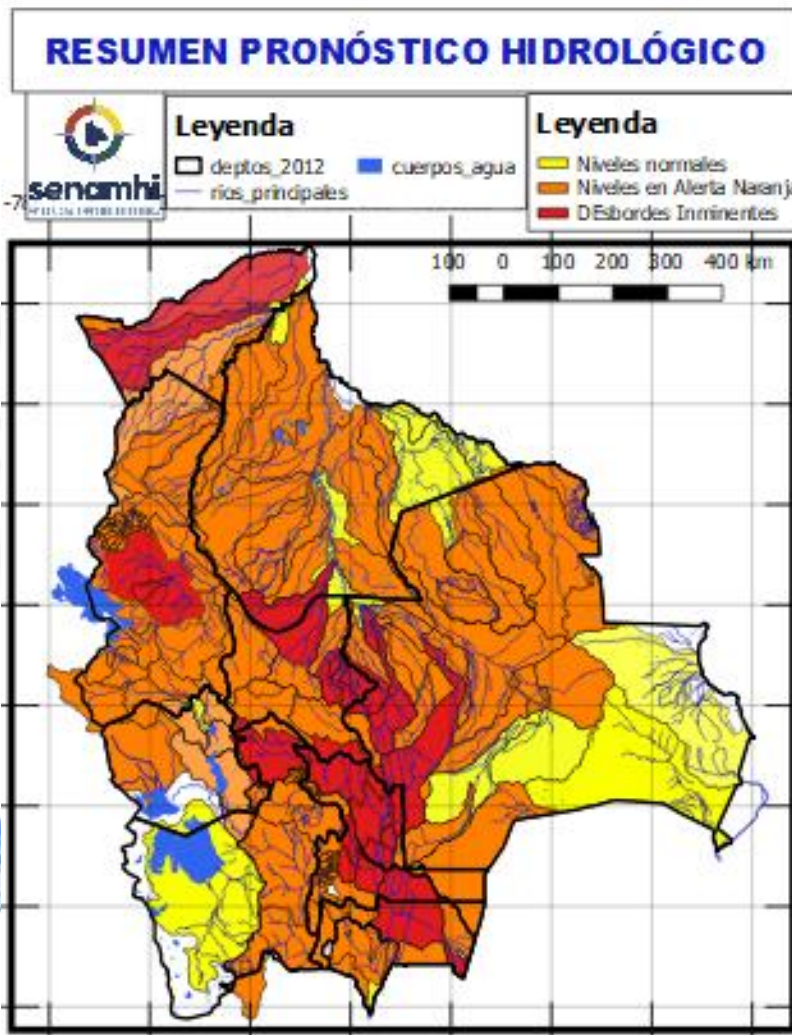 RESUMEN PRONÓSTICO HIDROLÓGICO
senamhi
Leyenda
deptos_2012
cuerpos_agua
rios_principales
Leyenda
Niveles normales
Niveles en Alerta Naranja
DEsbordes Inminentes
100 0 100 200 300 400 km